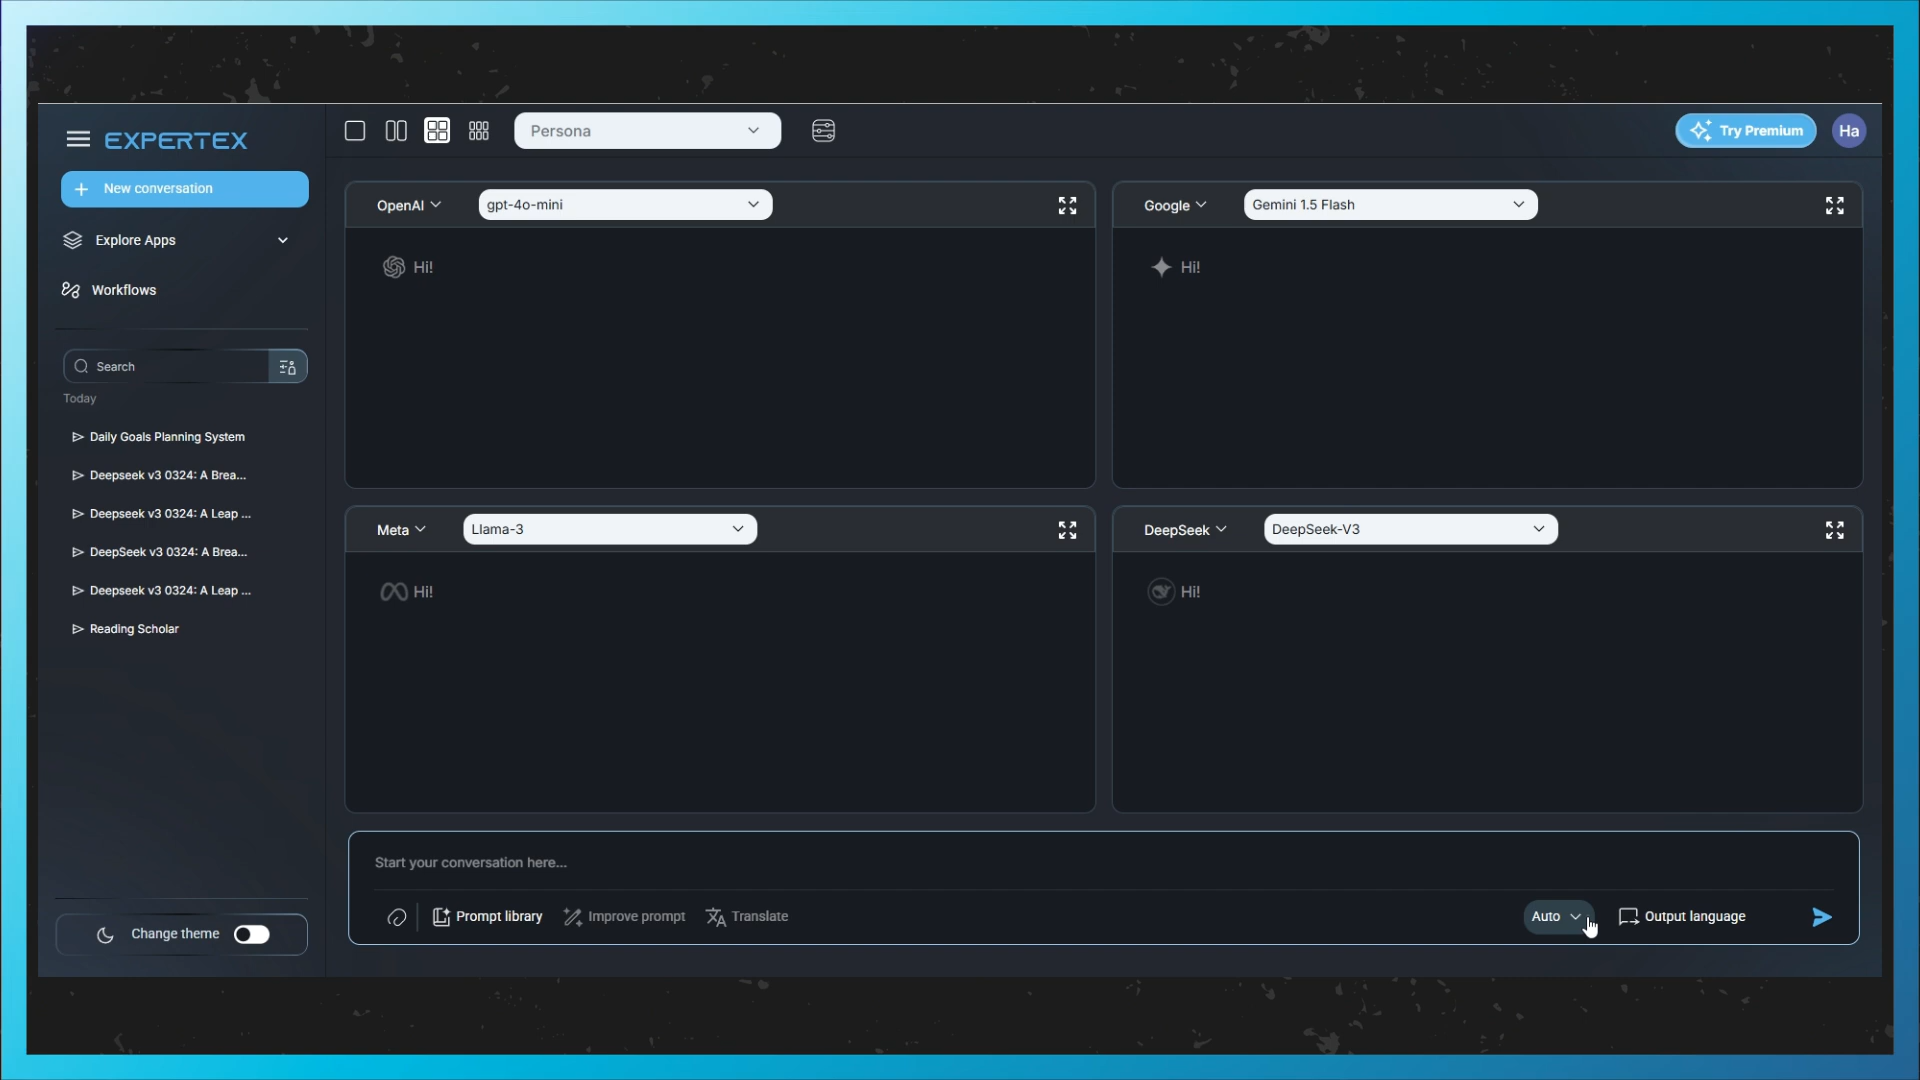 EXPERTEX
Persona
Try Premium
Ha
New conversation
Explore Apps
Workflows
Search
Today
Daily Goals Planning System
Deepseek v3 0324: A Brea...
Deepseek v3 0324: A Leap ...
DeepSeek v3 0324: A Brea...
Deepseek v3 0324: A Leap ...
Reading Scholar
Change theme
OpenAI gpt-4o-mini
Hi!
Google Gemini 1.5 Flash
Hi!
Meta Llama-3
Hi!
DeepSeek DeepSeek-V3
Hi!
Start your conversation here...
Prompt library Improve prompt Translate
Auto Output language